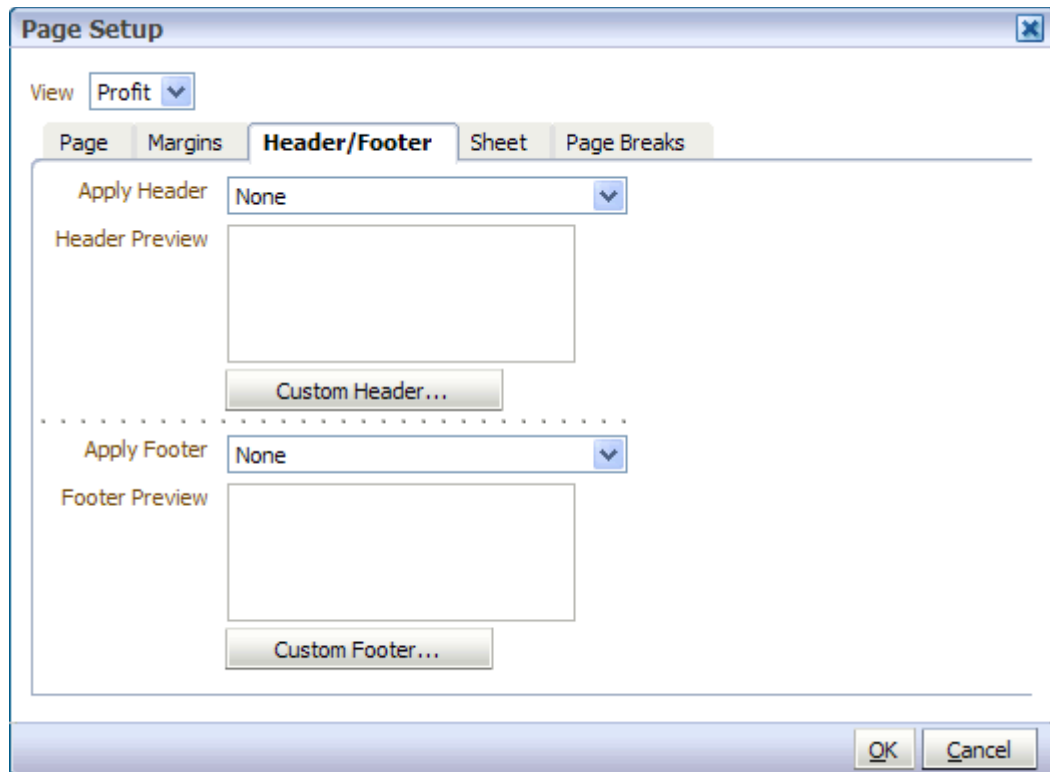 Page Setup
View Profit
Page Margins Header/Footer Sheet Page Breaks
Apply Header None
Header Preview
Custom Header...
Apply Footer None
Footer Preview
Custom Footer...
OK Cancel